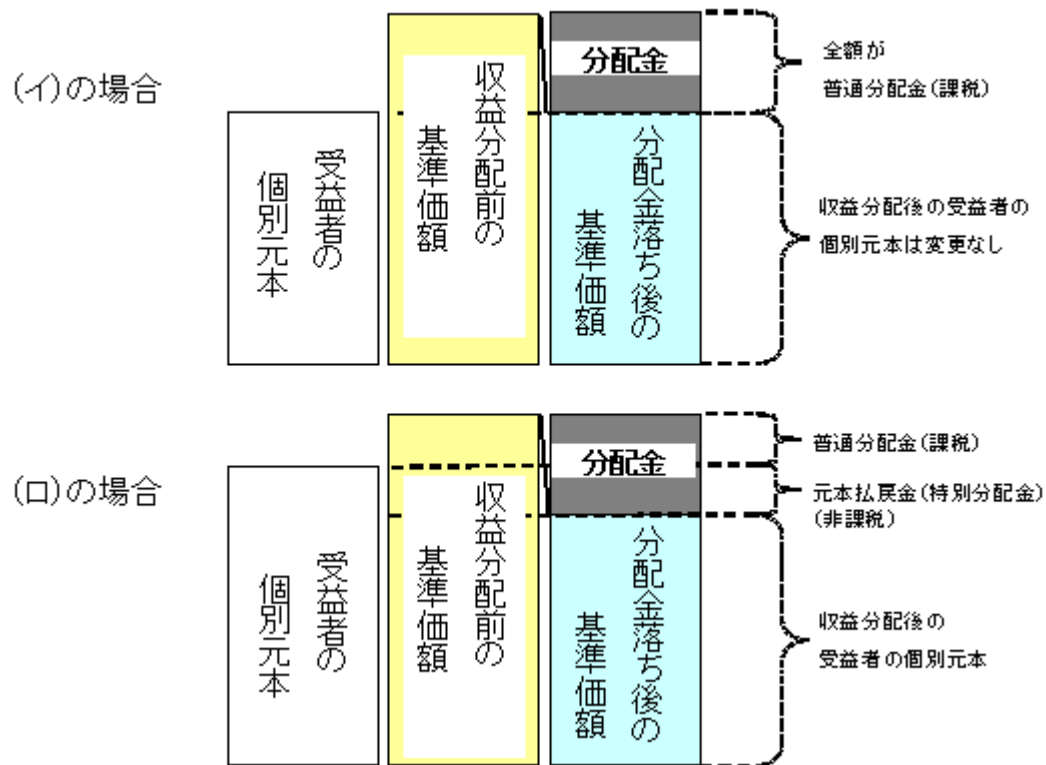 (イ)の場合
受益者の
個別元本
収益分配前の
基準価額
分配金
分配金落ち後の
基準価額
全額が
普通分配金(課税)
収益分配後の受益者の
個別元本は変更なし
(ロ)の場合
受益者の
個別元本
収益分配前の
基準価額
分配金
分配金落ち後の
基準価額
普通分配金(課税)
元本払戻金(特別分配金)
(非課税)
収益分配後の
受益者の個別元本